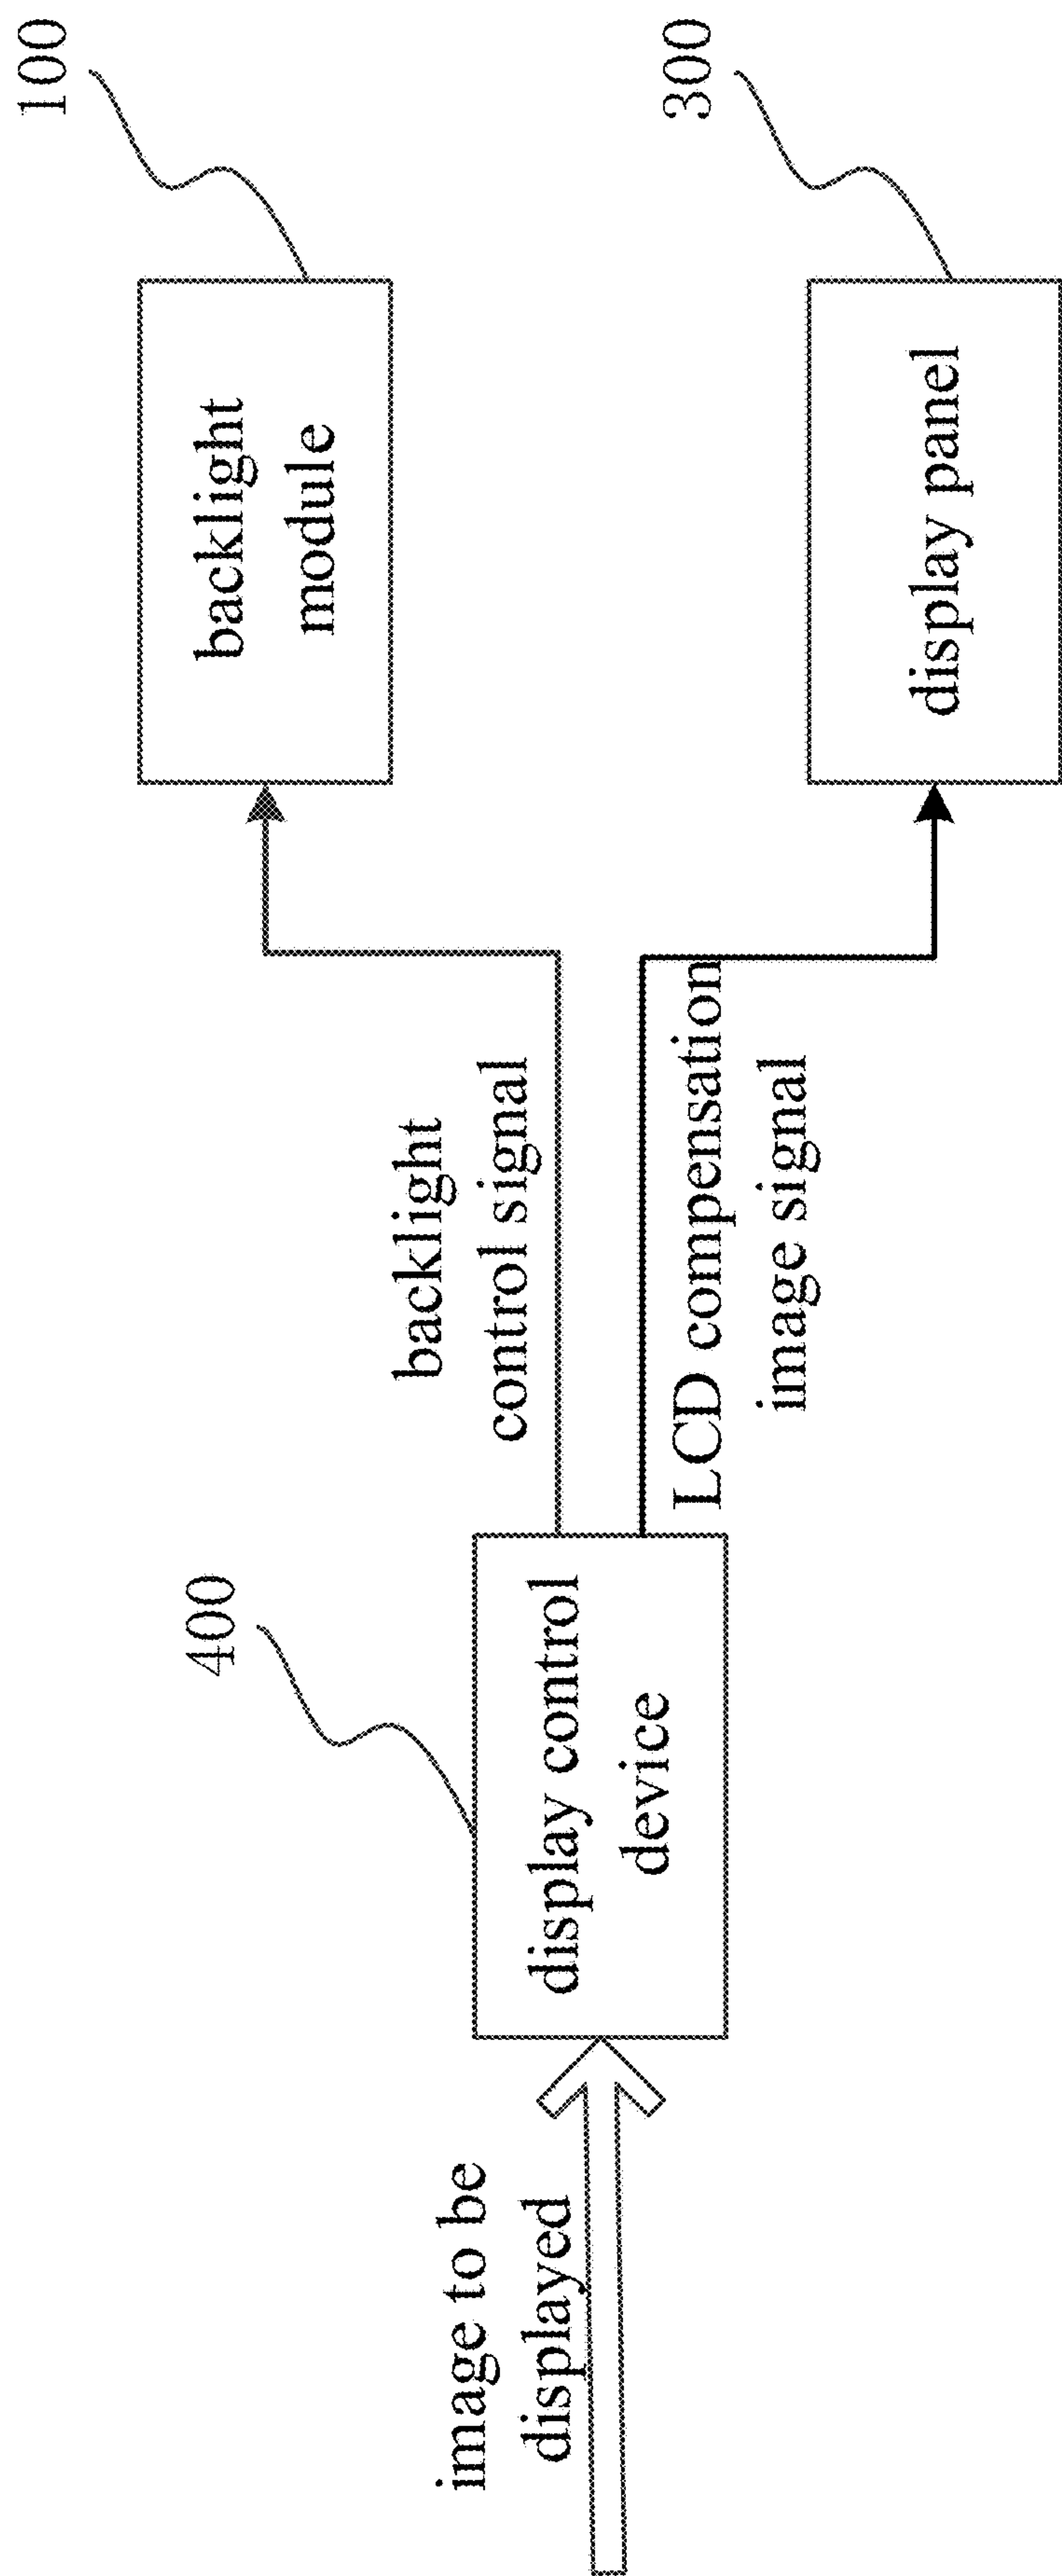 image to be
displayed
400
display control
device
backlight
control signal
LCD compensation
image signal
100
backlight
module
300
display panel